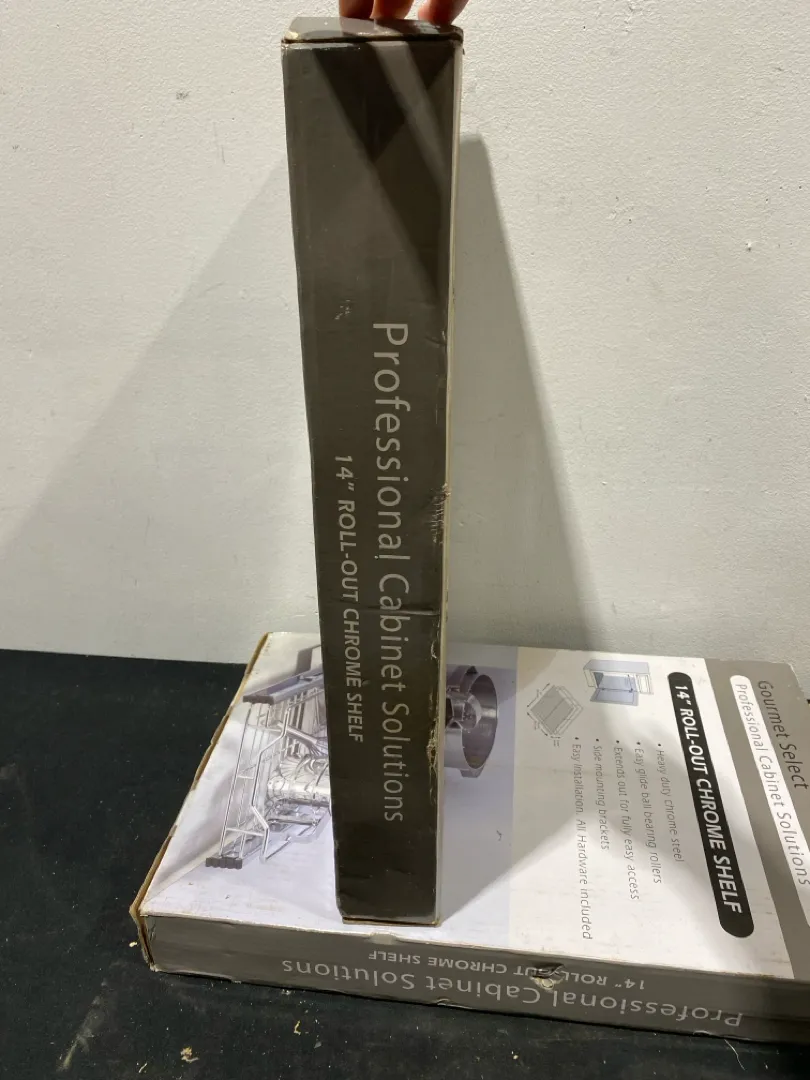 Professional Cabinet Solutions
14" ROLL-OUT CHROME SHELF
Gourmet Select
Professional Cabinet Solutions
14" ROLL-OUT CHROME SHELF
• Heavy duty chrome steel
• Easy glide ball bearing rollers
• Extends out for fully easy access
• Side mounting brackets
• Easy Installation. All Hardware included
Professional Cabinet Solutions
14" ROLL-OUT CHROME SHELF